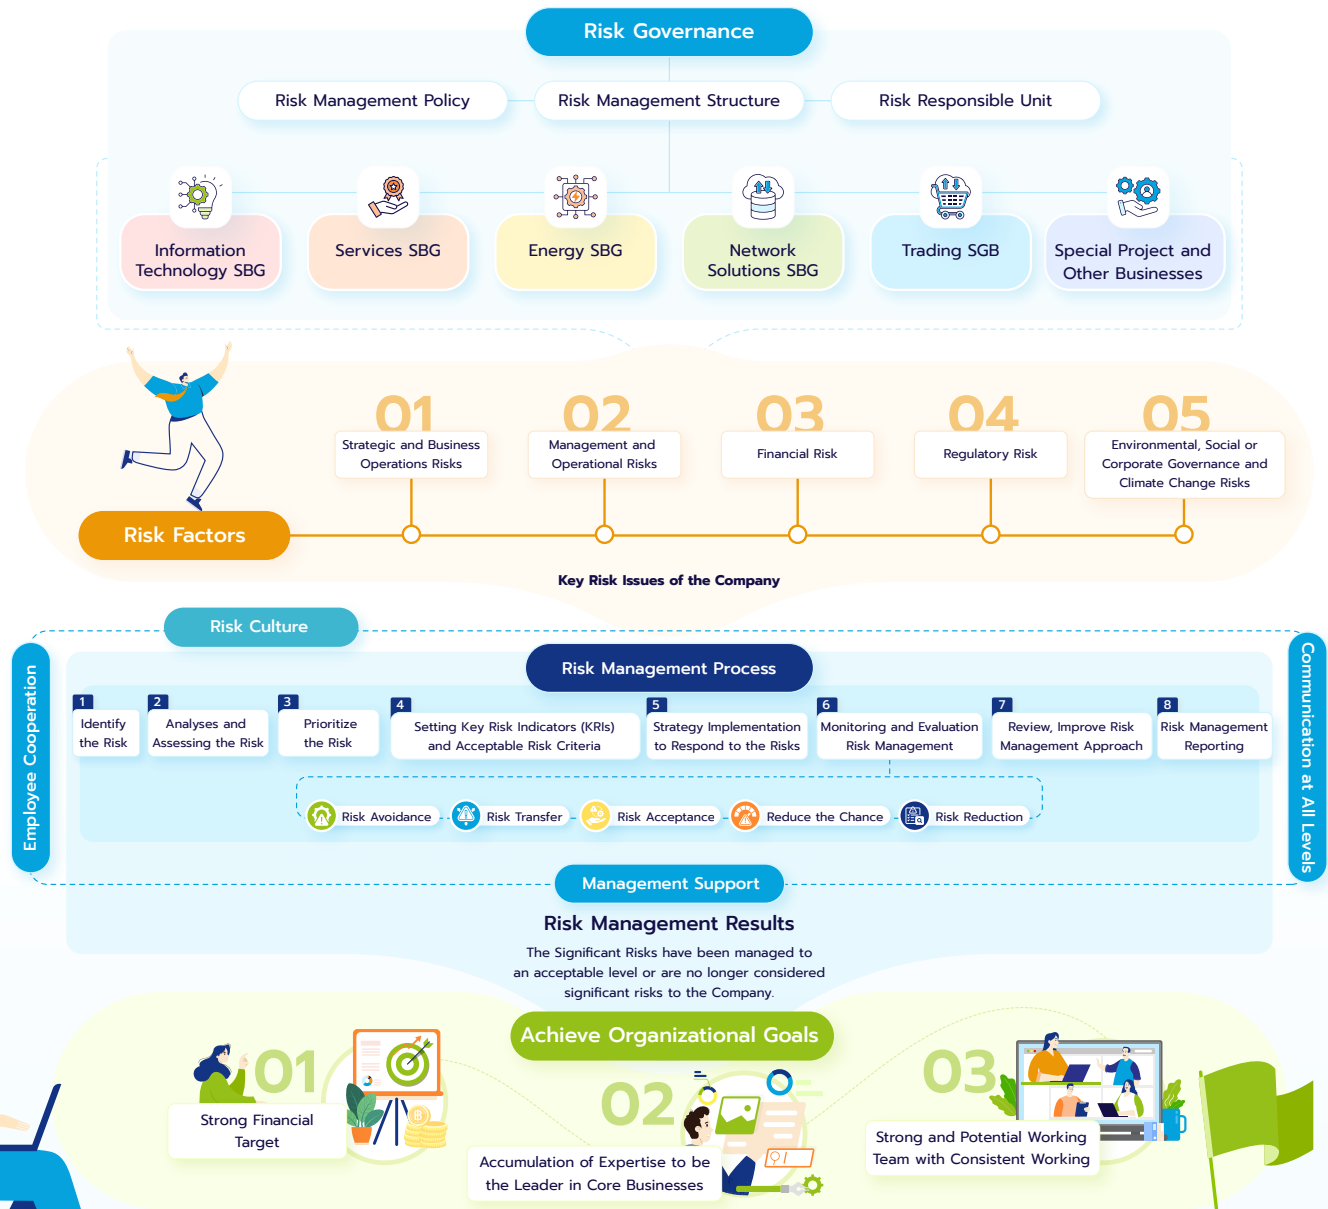 Risk Governance
Risk Management Policy
Risk Management Structure
Risk Responsible Unit
Information
Technology SBG
Services SBG
Energy SBG
Network
Solutions SBG
Trading SGB
Special Project and
Other Businesses
01
Strategic and Business
Operations Risks
02
Management and
Operational Risks
03
Financial Risk
04
Regulatory Risk
05
Environmental, Social or
Corporate Governance and
Climate Change Risks
Risk Factors
Key Risk Issues of the Company
Risk Culture
Employee Cooperation
Communication at All Levels
Risk Management Process
1
Identify
the Risk
2
Analyses and
Assessing the Risk
3
Prioritize
the Risk
4
Setting Key Risk Indicators (KRIs)
and Acceptable Risk Criteria
5
Strategy Implementation
to Respond to the Risks
6
Monitoring and Evaluation
Risk Management
7
Review, Improve Risk
Management Approach
8
Risk Management
Reporting
Risk Avoidance
Risk Transfer
Risk Acceptance
Reduce the Chance
Risk Reduction
Management Support
Risk Management Results
The Significant Risks have been managed to
an acceptable level or are no longer considered
significant risks to the Company.
Achieve Organizational Goals
01
Strong Financial
Target
02
Accumulation of Expertise to be
the Leader in Core Businesses
03
Strong and Potential Working
Team with Consistent Working